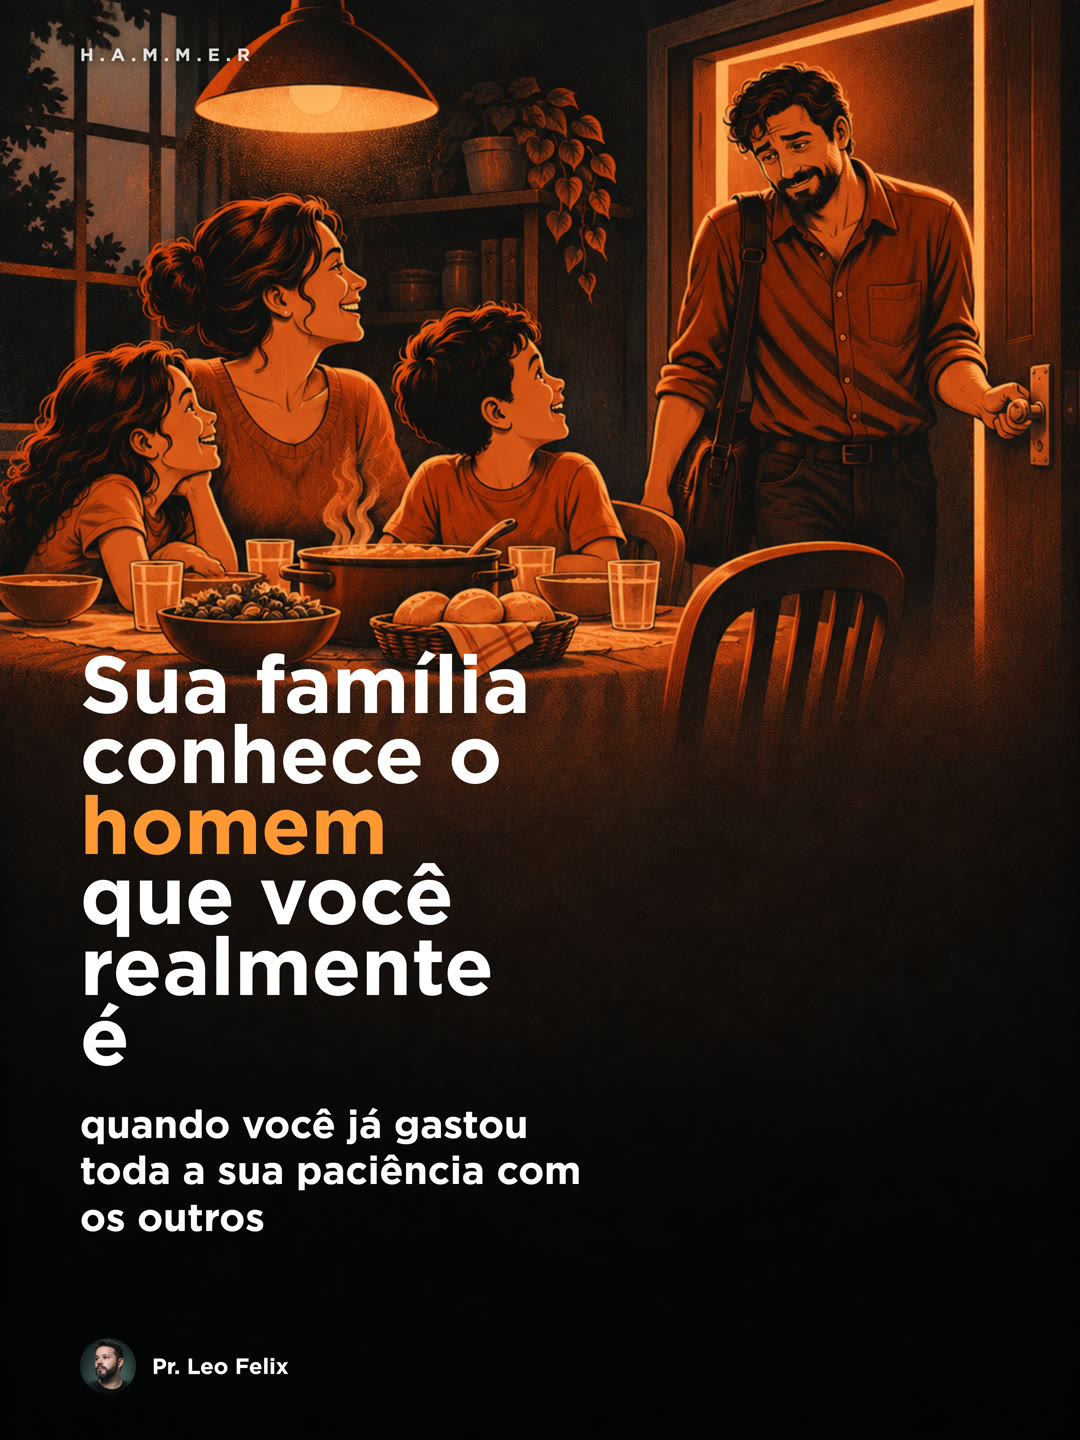 H.A.M.M.E.R
Sua família
conhece o
homem
que você
realmente
é
quando você já gastou
toda a sua paciência com
os outros
Pr. Leo Felix